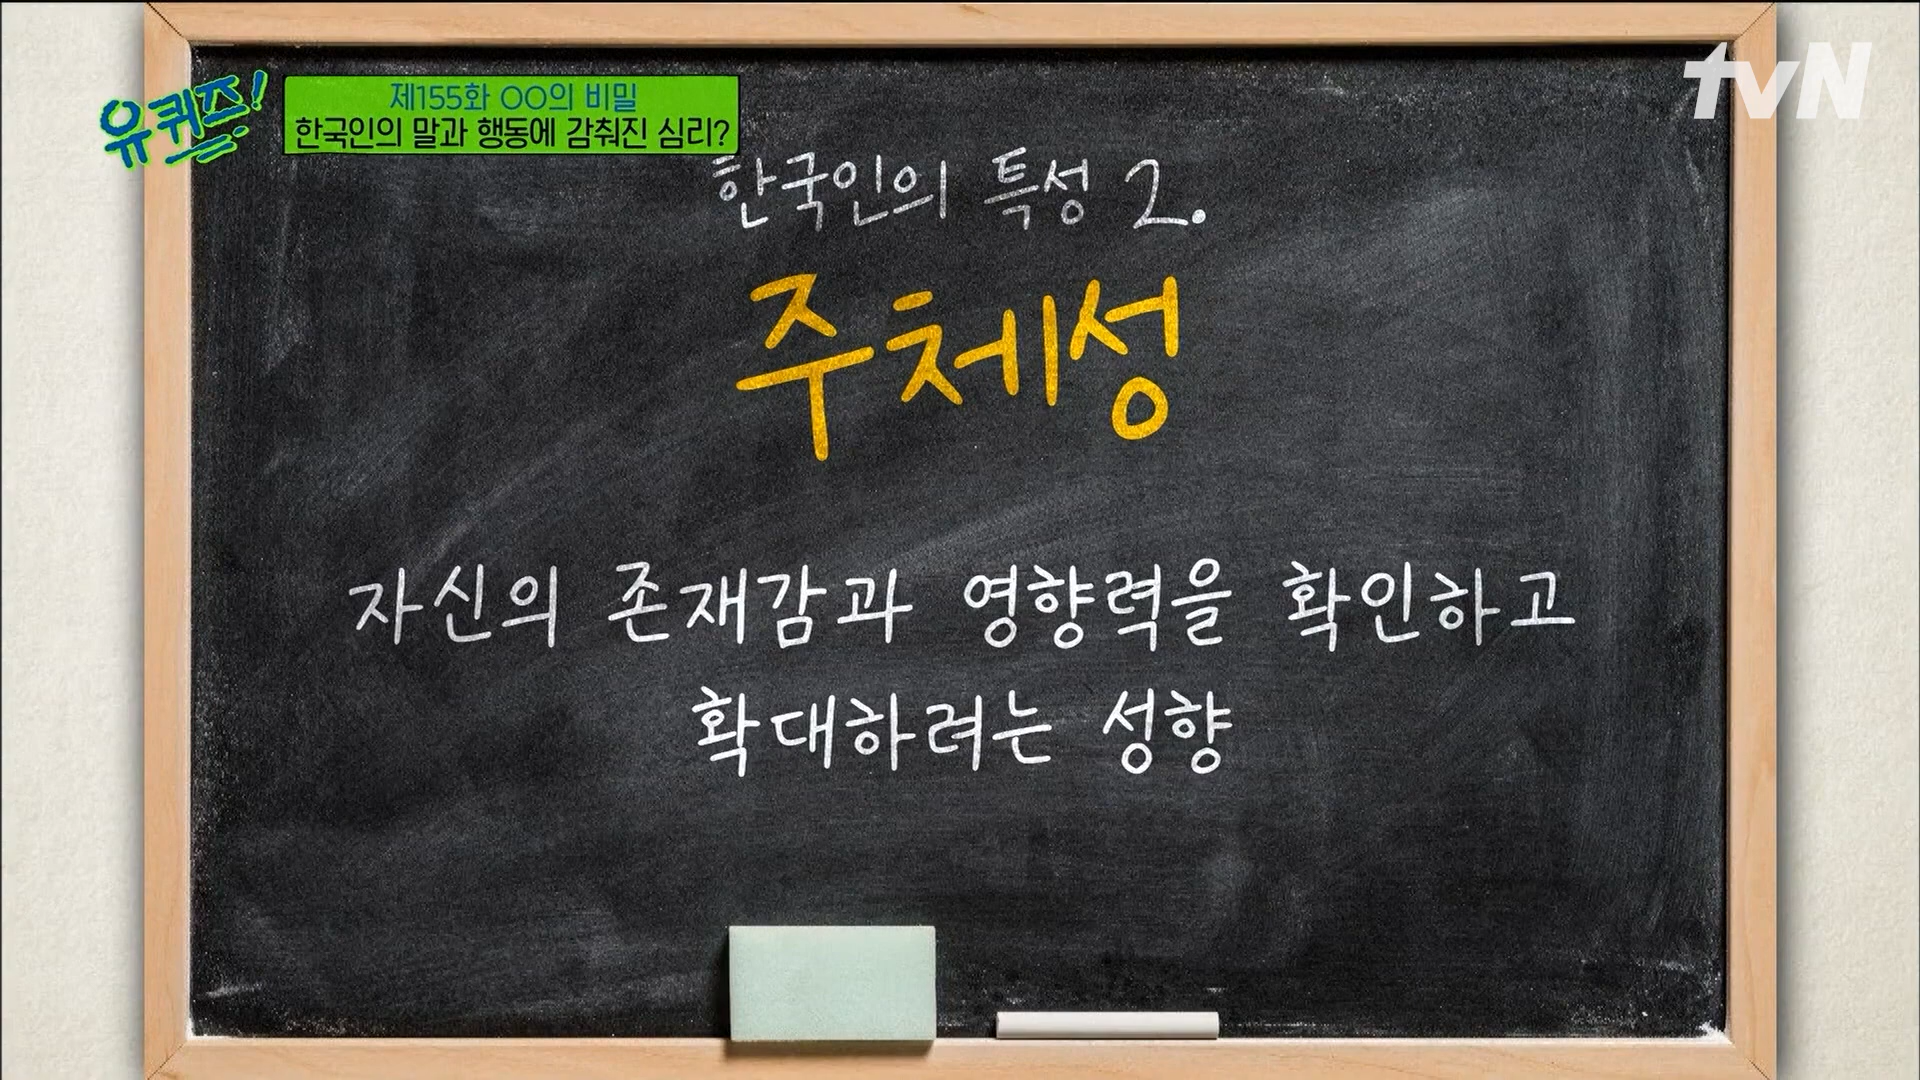 유퀴즈!
제155화 OO의 비밀
한국인의 말과 행동에 감춰진 심리?
tvN
한국인의 특성 2.
주체성
자신의 존재감과 영향력을 확인하고
확대하려는 성향